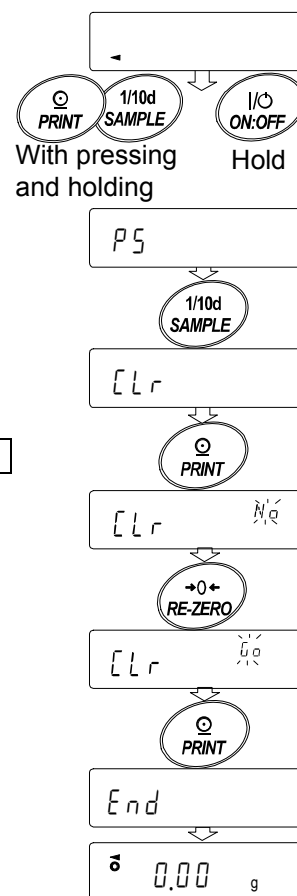 1/10d
PRINT SAMPLE I/ ON:OFF
With pressing Hold
and holding
PS
1/10d
SAMPLE
CLr
PRINT
CLr No
→0←
RE-ZERO
CLr Go
PRINT
End
0.00 g